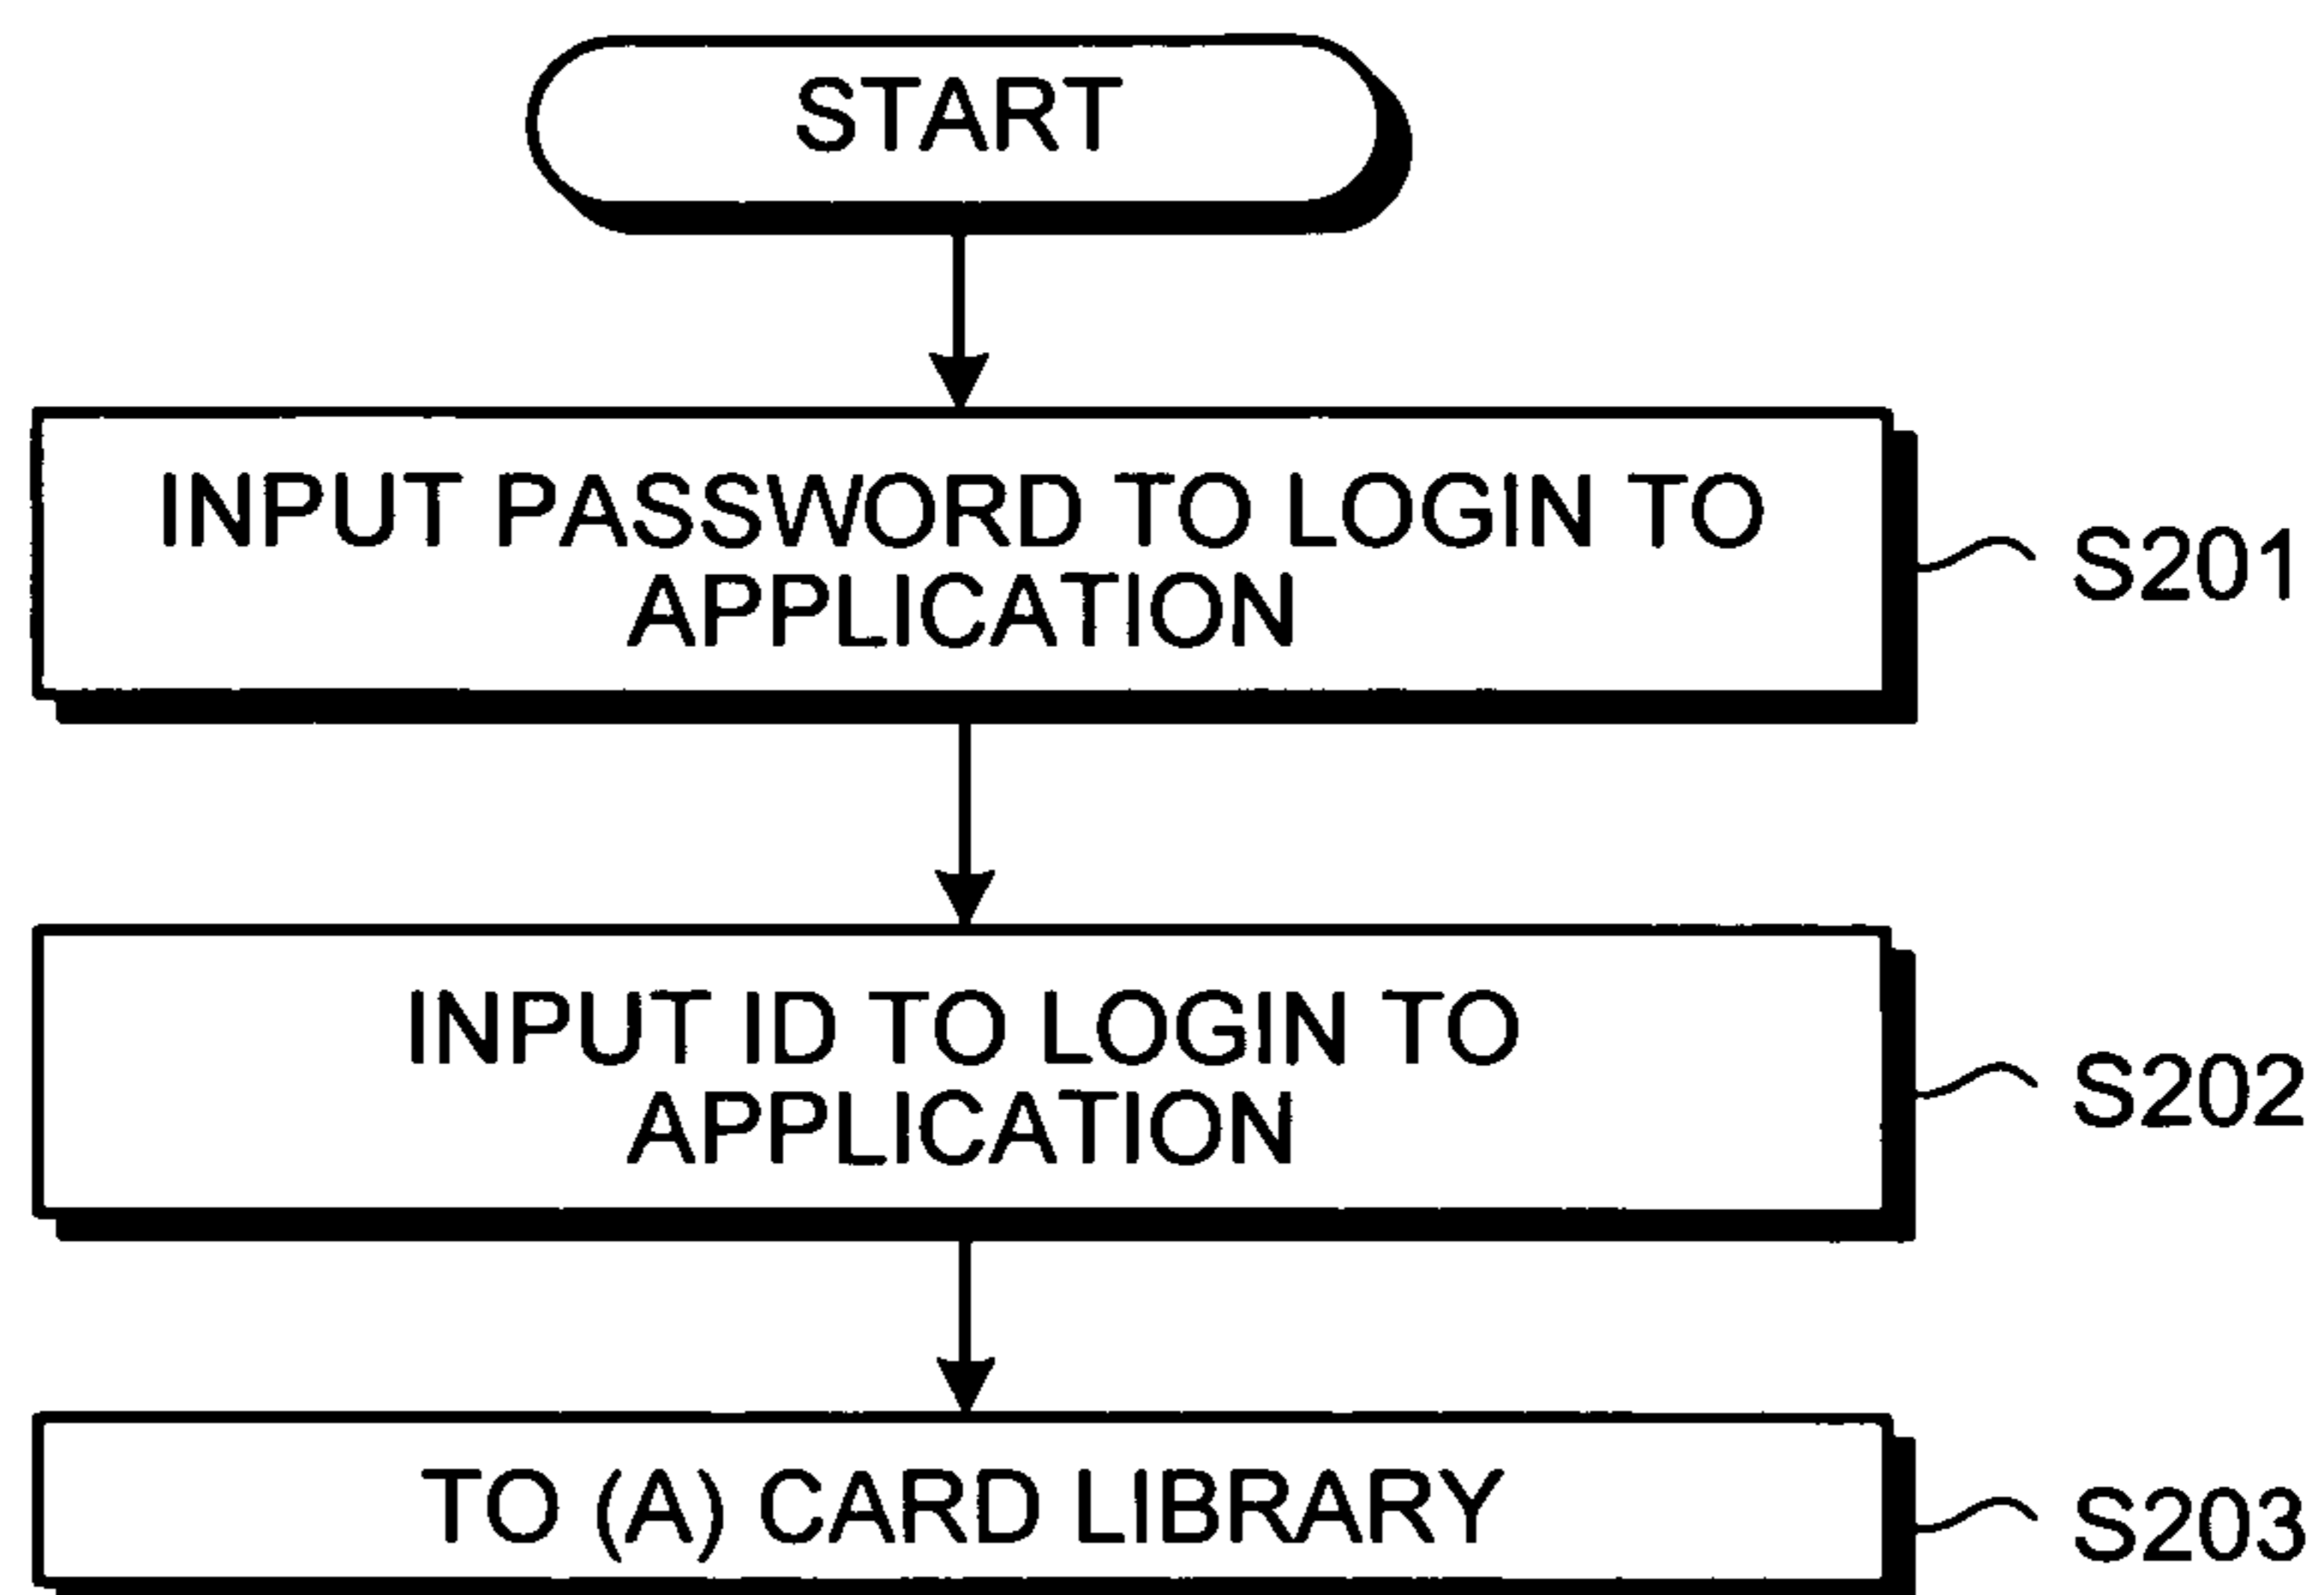 START
INPUT PASSWORD TO LOGIN TO
APPLICATION
S201
INPUT ID TO LOGIN TO
APPLICATION
S202
TO (A) CARD LIBRARY
S203